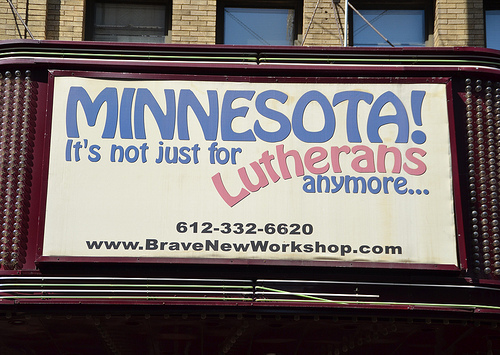 MINNESOTA!
It's not just for Lutherans
anymore...
612-332-6620
www.BraveNewWorkshop.com